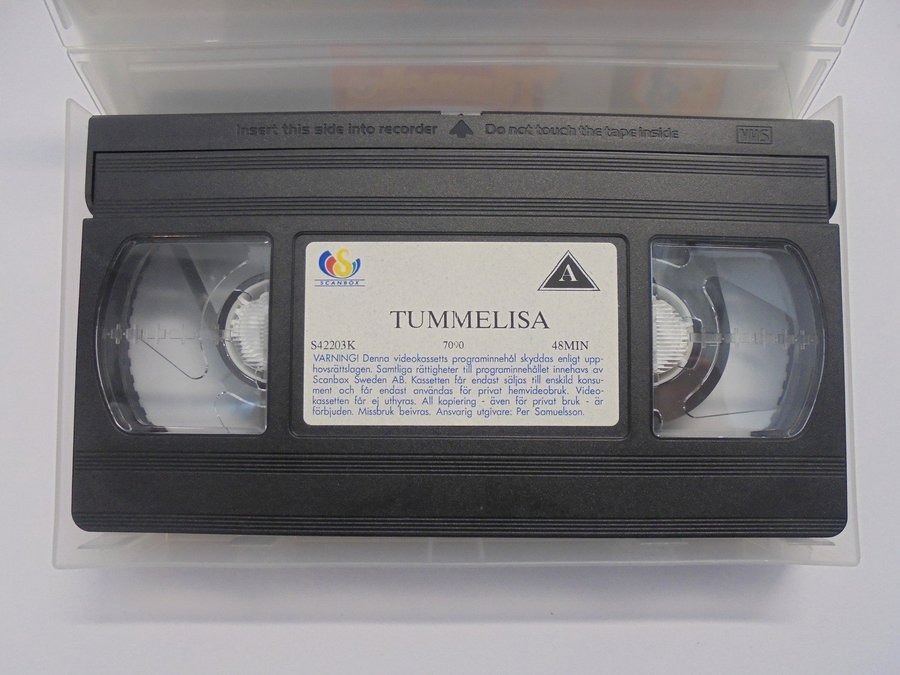 Insert this side into recorder Do not touch the tape inside VHS
S
SCANBOX
A
TUMMELISA
S42203K 7090 48MIN
VARNING! Denna videokassetts programinnehål skyddas enligt upp-
hovsrättslagen. Samtliga rättigheter till programinnehållet innehavs av
Scanbox Sweden AB. Kassetten får endast säljas till enskild konsu-
ment och får endast användas för privat hemvideobruk. Video-
kassetten får ej uthyras. All kopiering - även för privat bruk - är
förbjuden. Missbruk beivras. Ansvarig utgivare: Per Samuelsson.